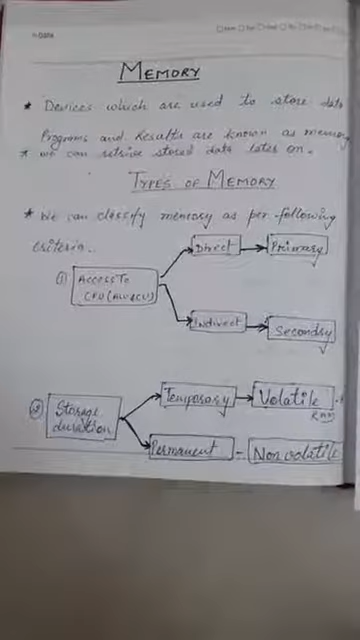 DATE
MEMORY
* Devices which are used to store data
Programs and Results are known as memory
* we can retrive stored data later on.
TYPES OF MEMORY
* We can classify memory as per following
criteria.
① ACCESS TO
CPU (ALU&CU)
Direct
Primary
Indirect
Secondry
② Storage
duration
Temporary
Volatile
RAM
Permanent
Non volatile